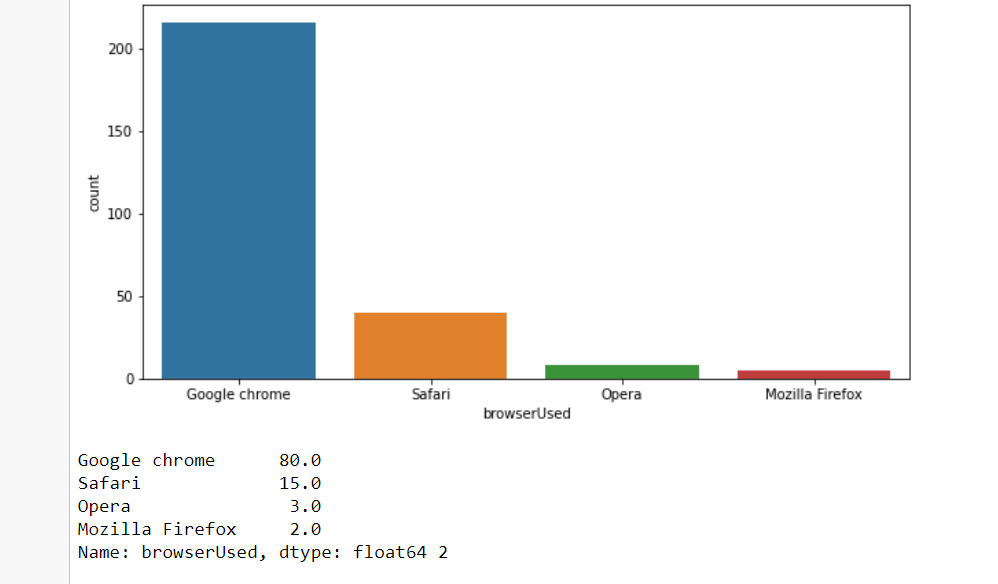 200
150
count
100
50
0
Google chrome Safari Opera Mozilla Firefox
browserUsed
Google chrome 80.0
Safari 15.0
Opera 3.0
Mozilla Firefox 2.0
Name: browserUsed, dtype: float64 2